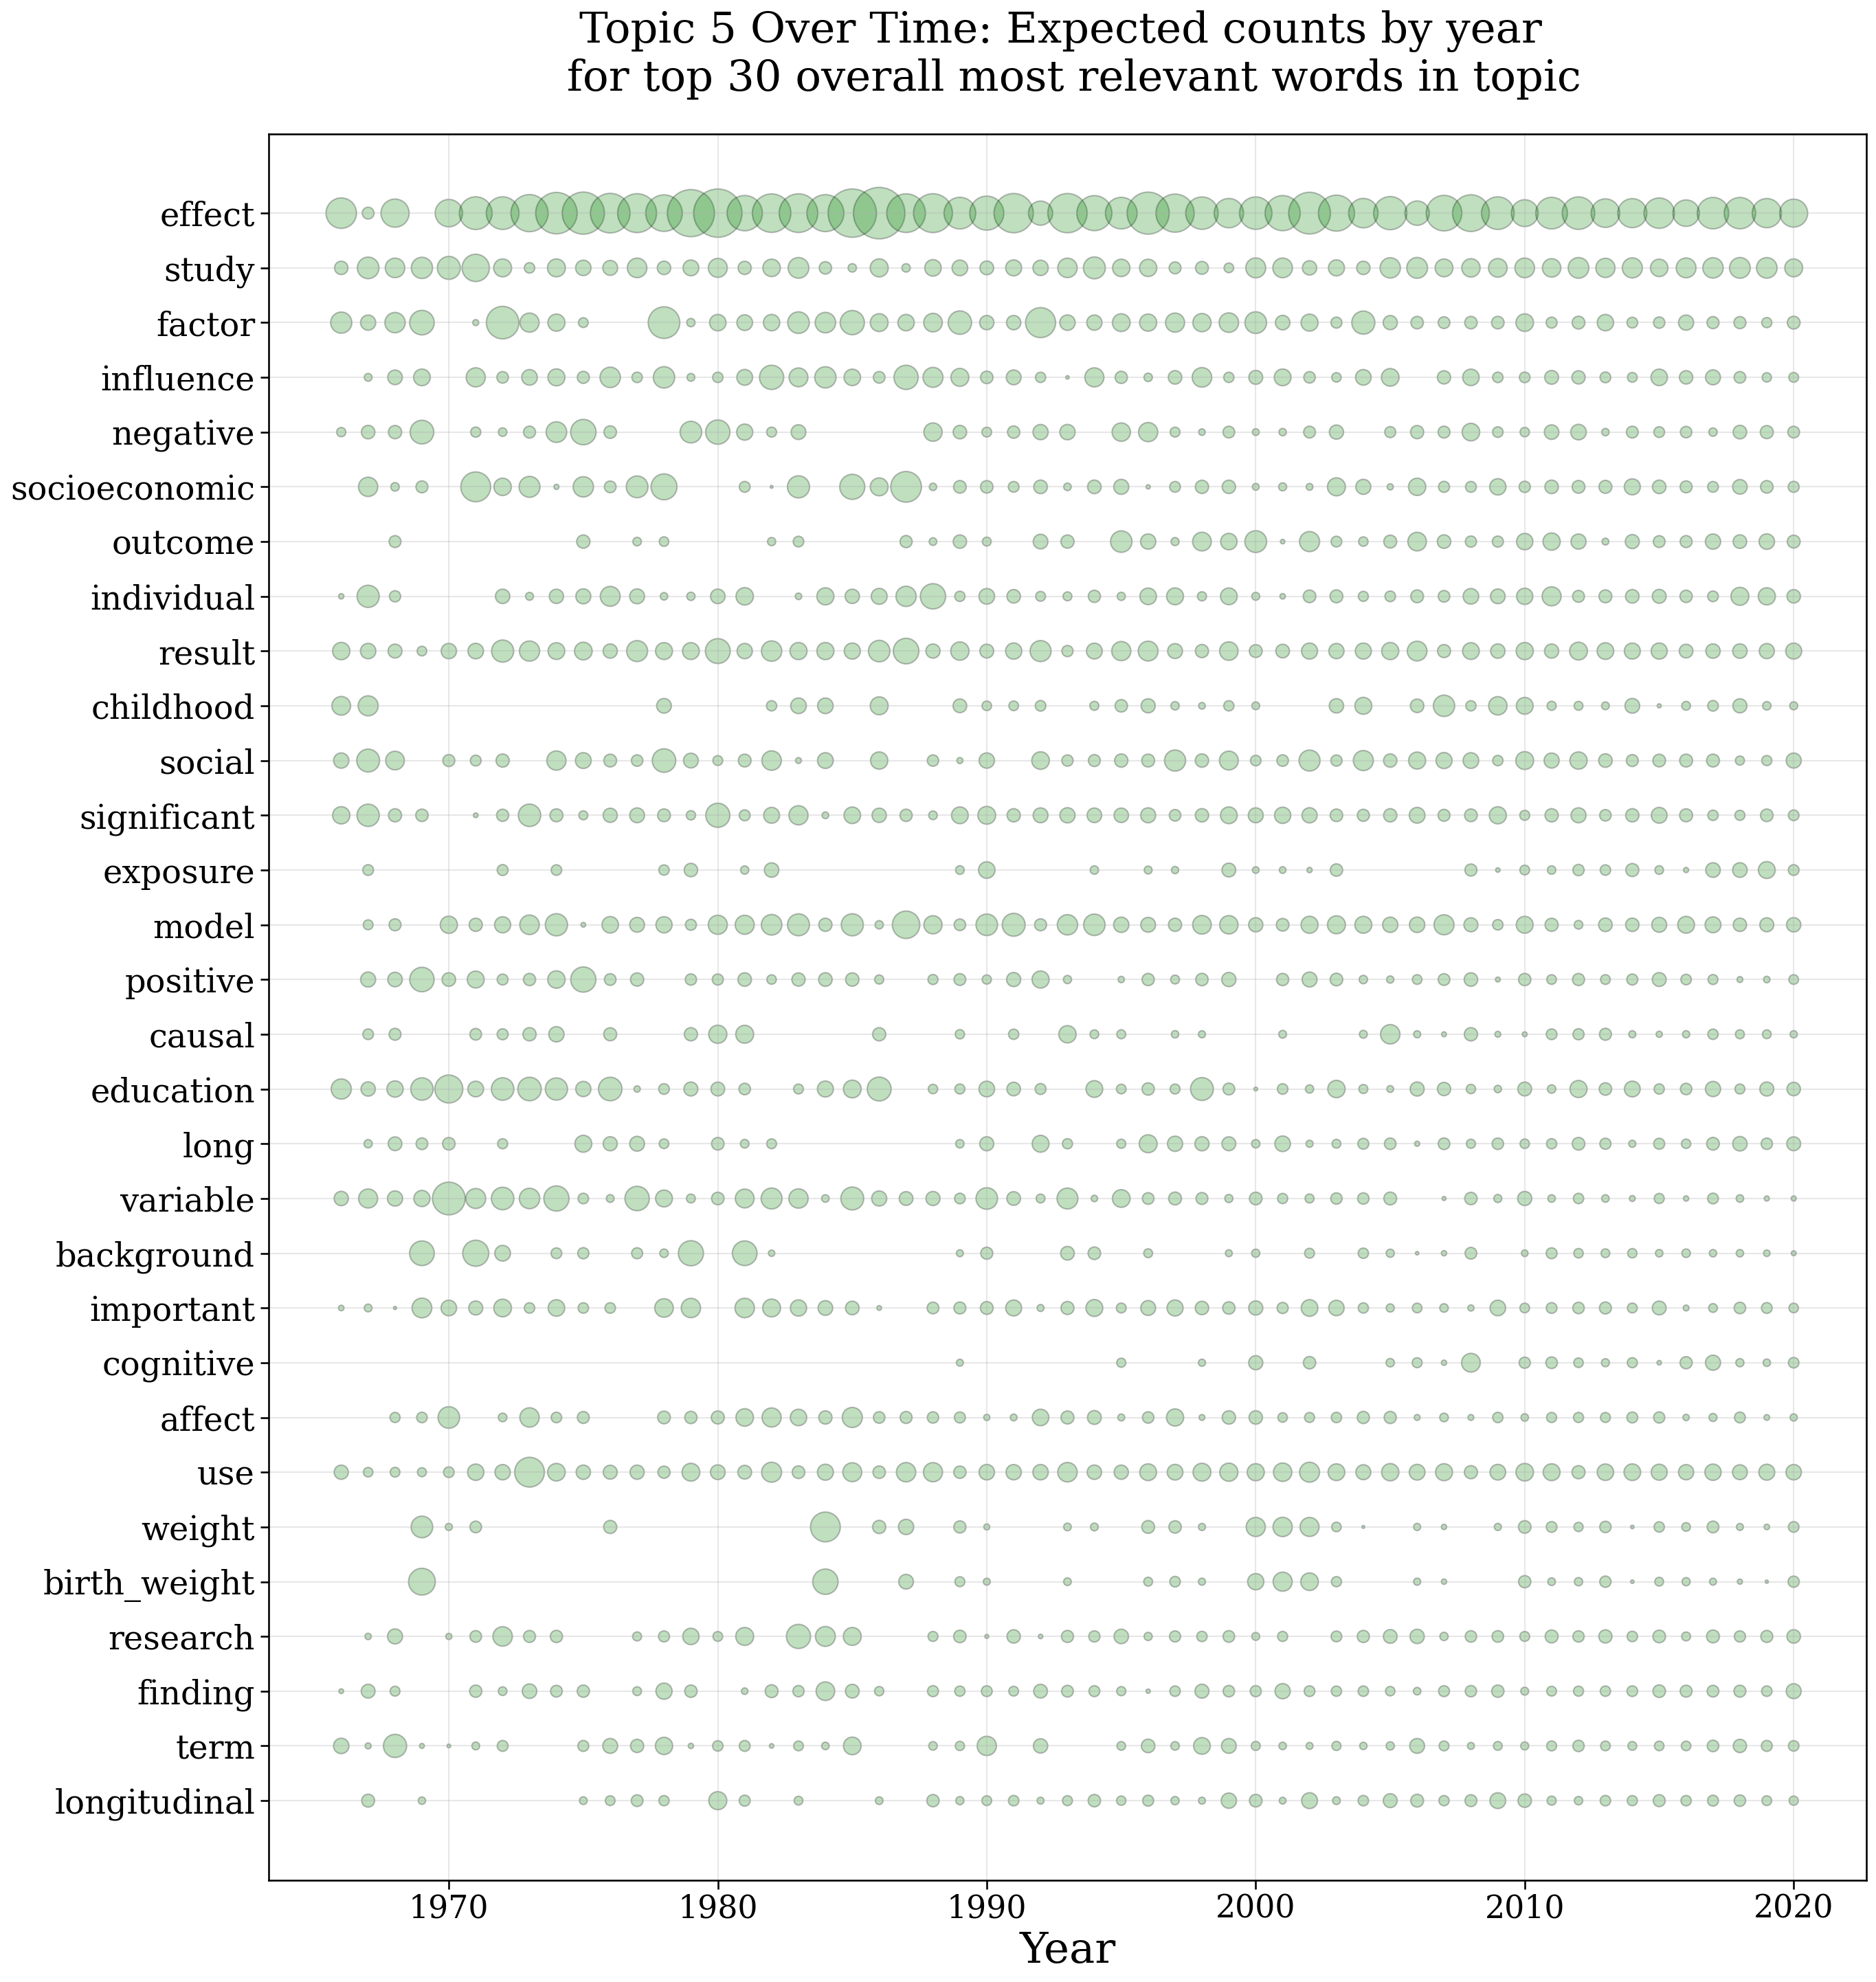 Topic 5 Over Time: Expected counts by year
for top 30 overall most relevant words in topic
effect
study
factor
influence
negative
socioeconomic
outcome
individual
result
childhood
social
significant
exposure
model
positive
causal
education
long
variable
background
important
cognitive
affect
use
weight
birth_weight
research
finding
term
longitudinal
1970 1980 1990 2000 2010 2020
Year